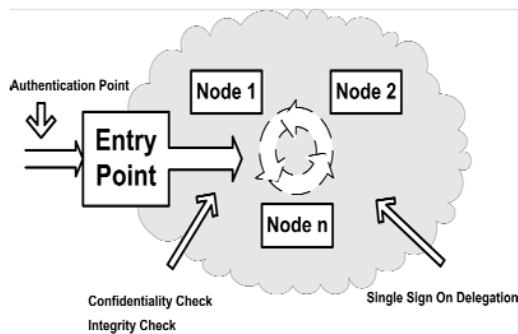 Authentication Point
Node 1
Node 2
Entry
Point
Node n
Confidentiality Check
Integrity Check
Single Sign On Delegation